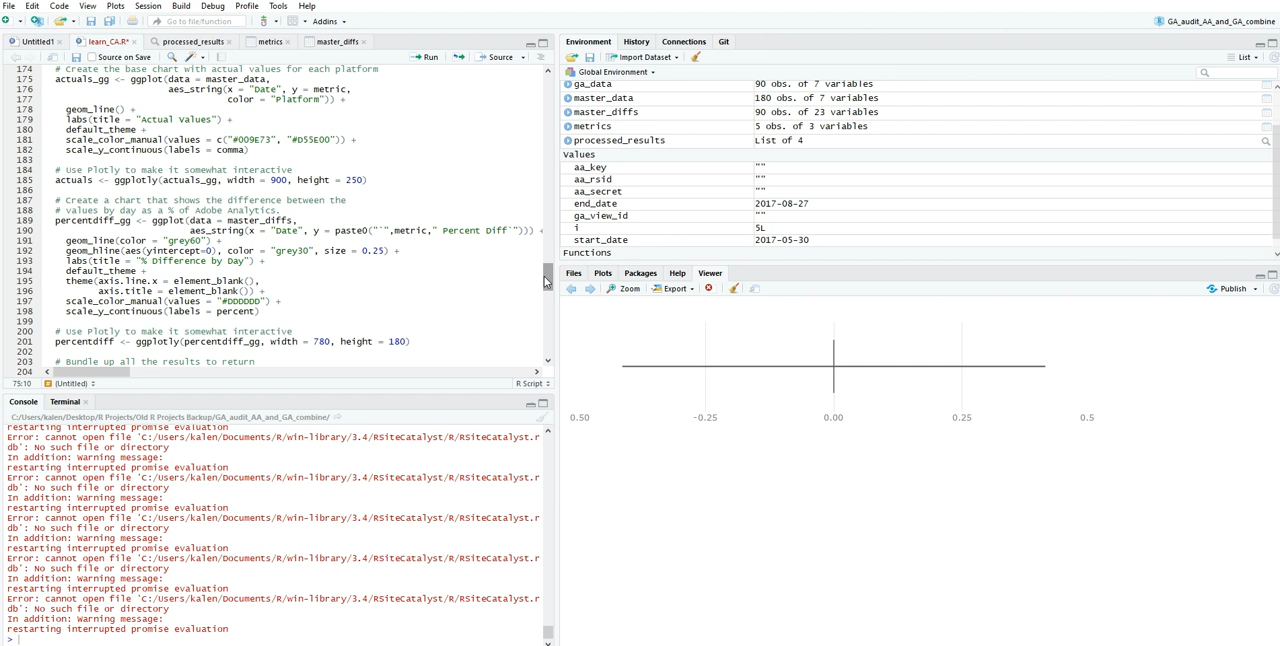 File Edit Code View Plots Session Build Debug Profile Tools Help
Go to file/function Addins GA_audit_AA_and_GA_combine
Untitled1 learn_CA.R* processed_results metrics master_diffs
Source on Save Run Source
174 # Create the base chart with actual values for each platform
175 actuals_gg <- ggplot(data = master_data,
176 aes_string(x = "Date", y = metric,
177 color = "Platform")) +
178 geom_line() +
179 labs(title = "Actual Values") +
180 default_theme +
181 scale_color_manual(values = c("#009E73", "#D55E00")) +
182 scale_y_continuous(labels = comma)
183
184 # Use Plotly to make it somewhat interactive
185 actuals <- ggplotly(actuals_gg, width = 900, height = 250)
186
187 # Create a chart that shows the difference between the
188 # values by day as a % of Adobe Analytics.
189 percentdiff_gg <- ggplot(data = master_diffs,
190 aes_string(x = "Date", y = paste0("`",metric," Percent Diff`"))) +
191 geom_line(color = "grey60") +
192 geom_hline(aes(yintercept=0), color = "grey30", size = 0.25) +
193 labs(title = "% Difference by Day") +
194 default_theme +
195 theme(axis.line.x = element_blank(),
196 axis.title = element_blank()) +
197 scale_color_manual(values = "#DDDDDD") +
198 scale_y_continuous(labels = percent)
199
200 # Use Plotly to make it somewhat interactive
201 percentdiff <- ggplotly(percentdiff_gg, width = 780, height = 180)
202
203 # Bundle up all the results to return
204
75:10 (Untitled) R Script
Console Terminal
C:/Users/kalen/Desktop/R Projects/Old R Projects Backup/GA_audit_AA_and_GA_combine/
restarting interrupted promise evaluation
Error: cannot open file 'C:/Users/kalen/Documents/R/win-library/3.4/RSiteCatalyst/R/RSiteCatalyst.r
db': No such file or directory
In addition: Warning message:
restarting interrupted promise evaluation
Error: cannot open file 'C:/Users/kalen/Documents/R/win-library/3.4/RSiteCatalyst/R/RSiteCatalyst.r
db': No such file or directory
In addition: Warning message:
restarting interrupted promise evaluation
Error: cannot open file 'C:/Users/kalen/Documents/R/win-library/3.4/RSiteCatalyst/R/RSiteCatalyst.r
db': No such file or directory
In addition: Warning message:
restarting interrupted promise evaluation
Error: cannot open file 'C:/Users/kalen/Documents/R/win-library/3.4/RSiteCatalyst/R/RSiteCatalyst.r
db': No such file or directory
In addition: Warning message:
restarting interrupted promise evaluation
Error: cannot open file 'C:/Users/kalen/Documents/R/win-library/3.4/RSiteCatalyst/R/RSiteCatalyst.r
db': No such file or directory
In addition: Warning message:
restarting interrupted promise evaluation
>
Environment History Connections Git
Import Dataset List
Global Environment
ga_data 90 obs. of 7 variables
master_data 180 obs. of 7 variables
master_diffs 90 obs. of 23 variables
metrics 5 obs. of 3 variables
processed_results List of 4
Values
aa_key ""
aa_rsid ""
aa_secret ""
end_date 2017-08-27
ga_view_id ""
i 5L
start_date 2017-05-30
Functions
Files Plots Packages Help Viewer
Zoom Export Publish
0.50 -0.25 0.00 0.25 0.5